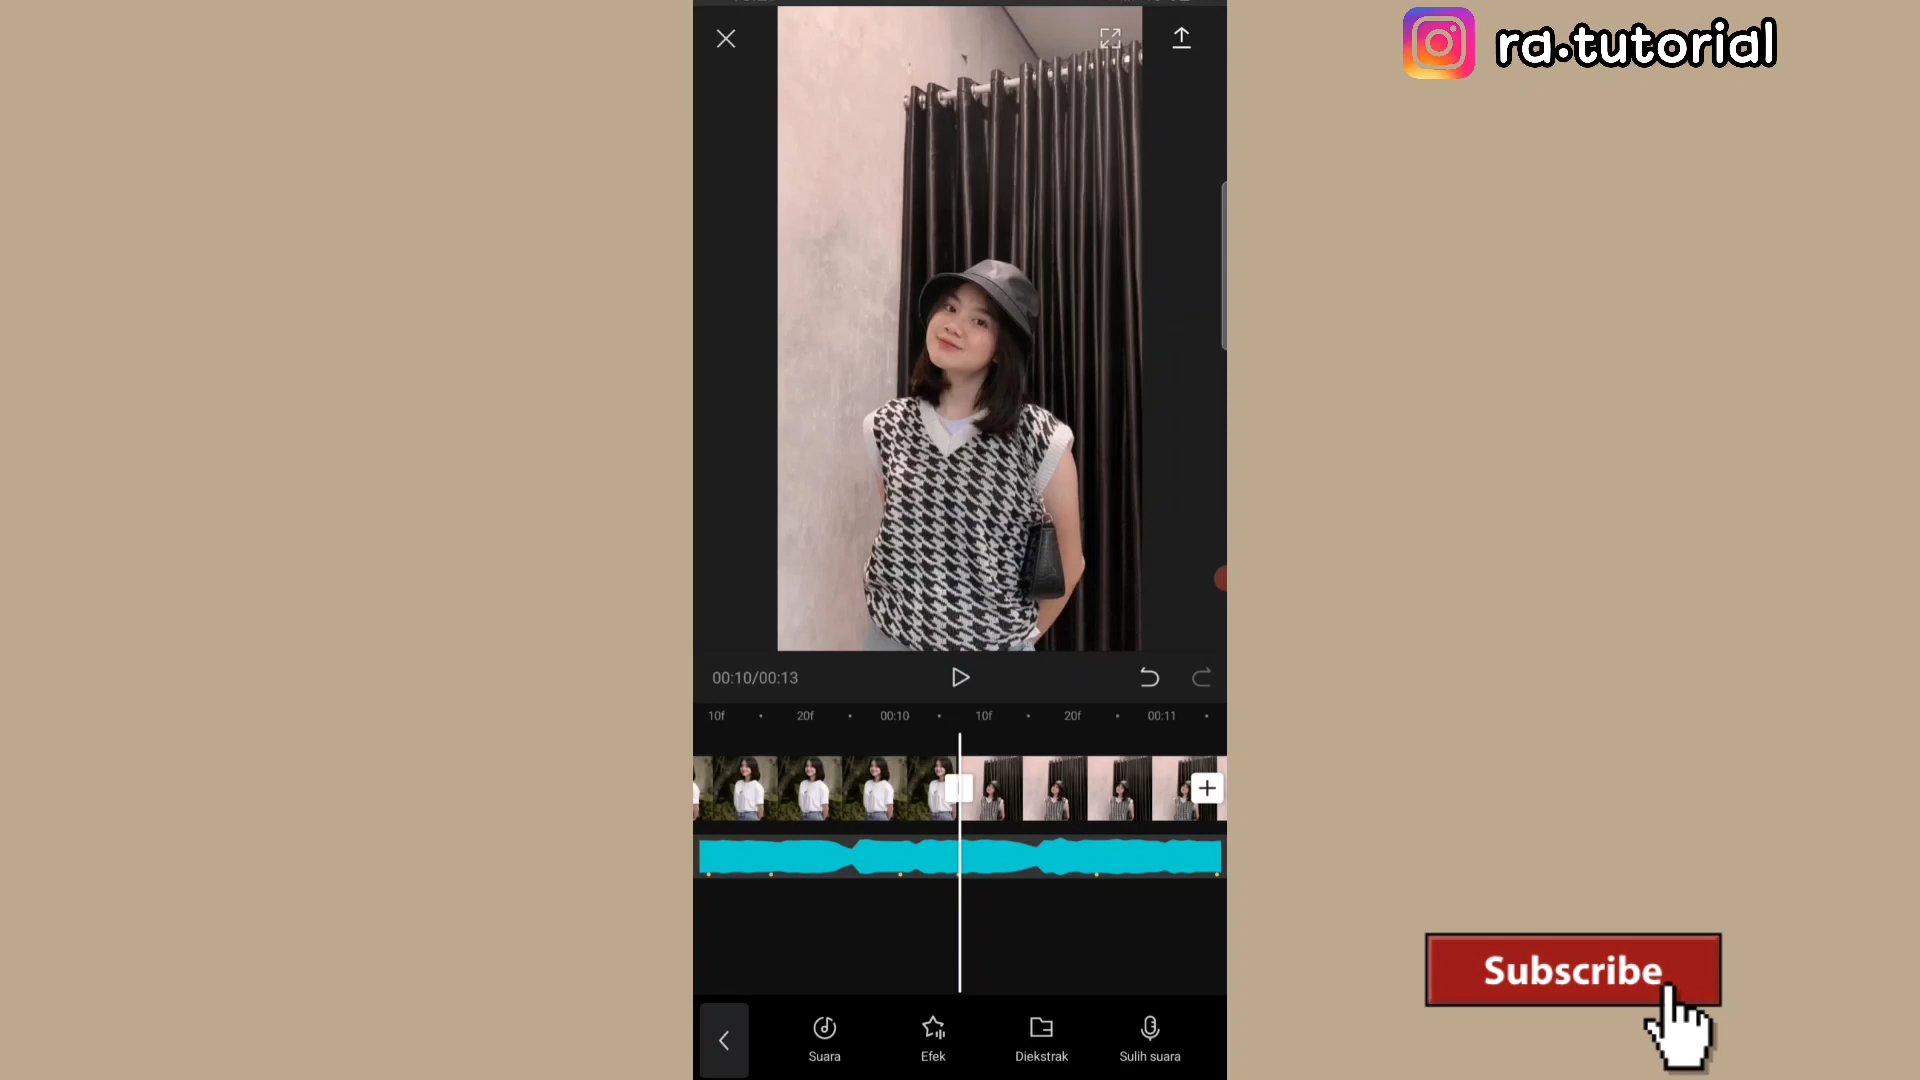 ra.tutorial
00:10/00:13
10f
20f
00:10
10f
20f
00:11
Suara
Efek
Diekstrak
Sulih suara
Subscribe